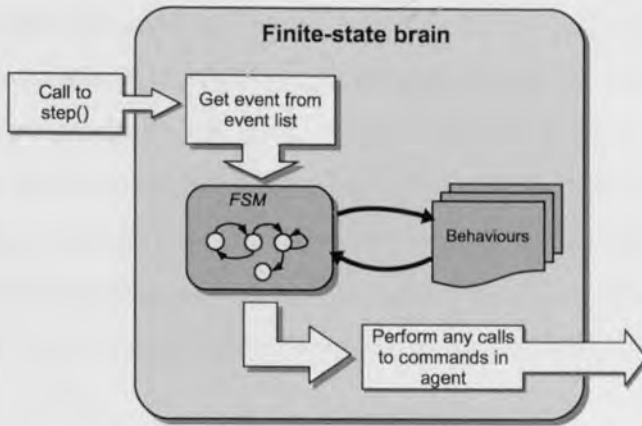 Finite-state brain
Call to
step()
Get event from
event list
FSM
Behaviours
Perform any calls
to commands in
agent